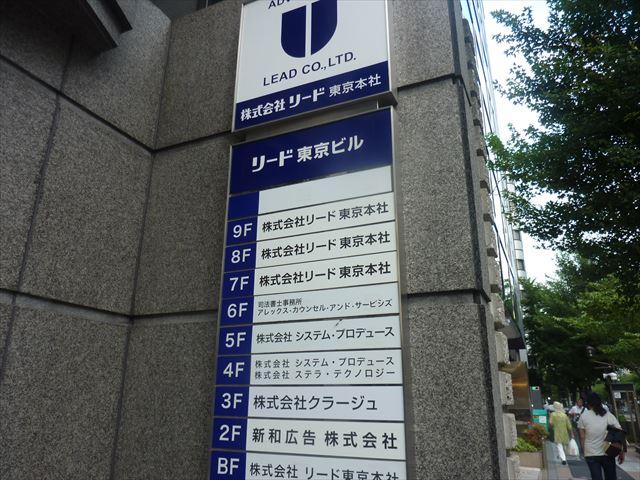 LEAD CO.,LTD.
株式会社 リード 東京本社
リード 東京ビル
9F 株式会社リード 東京本社
8F 株式会社リード 東京本社
7F 株式会社リード 東京本社
6F 司法書士事務所
アレックス・カウンセル・アンド・サービシズ
5F 株式会社 システム・プロデュース
4F 株式会社 システム・プロデュース
株式会社 ステラ・テクノロジー
3F 株式会社クラージュ
2F 新和広告 株式会社
BF 株式会社 リード東京本社